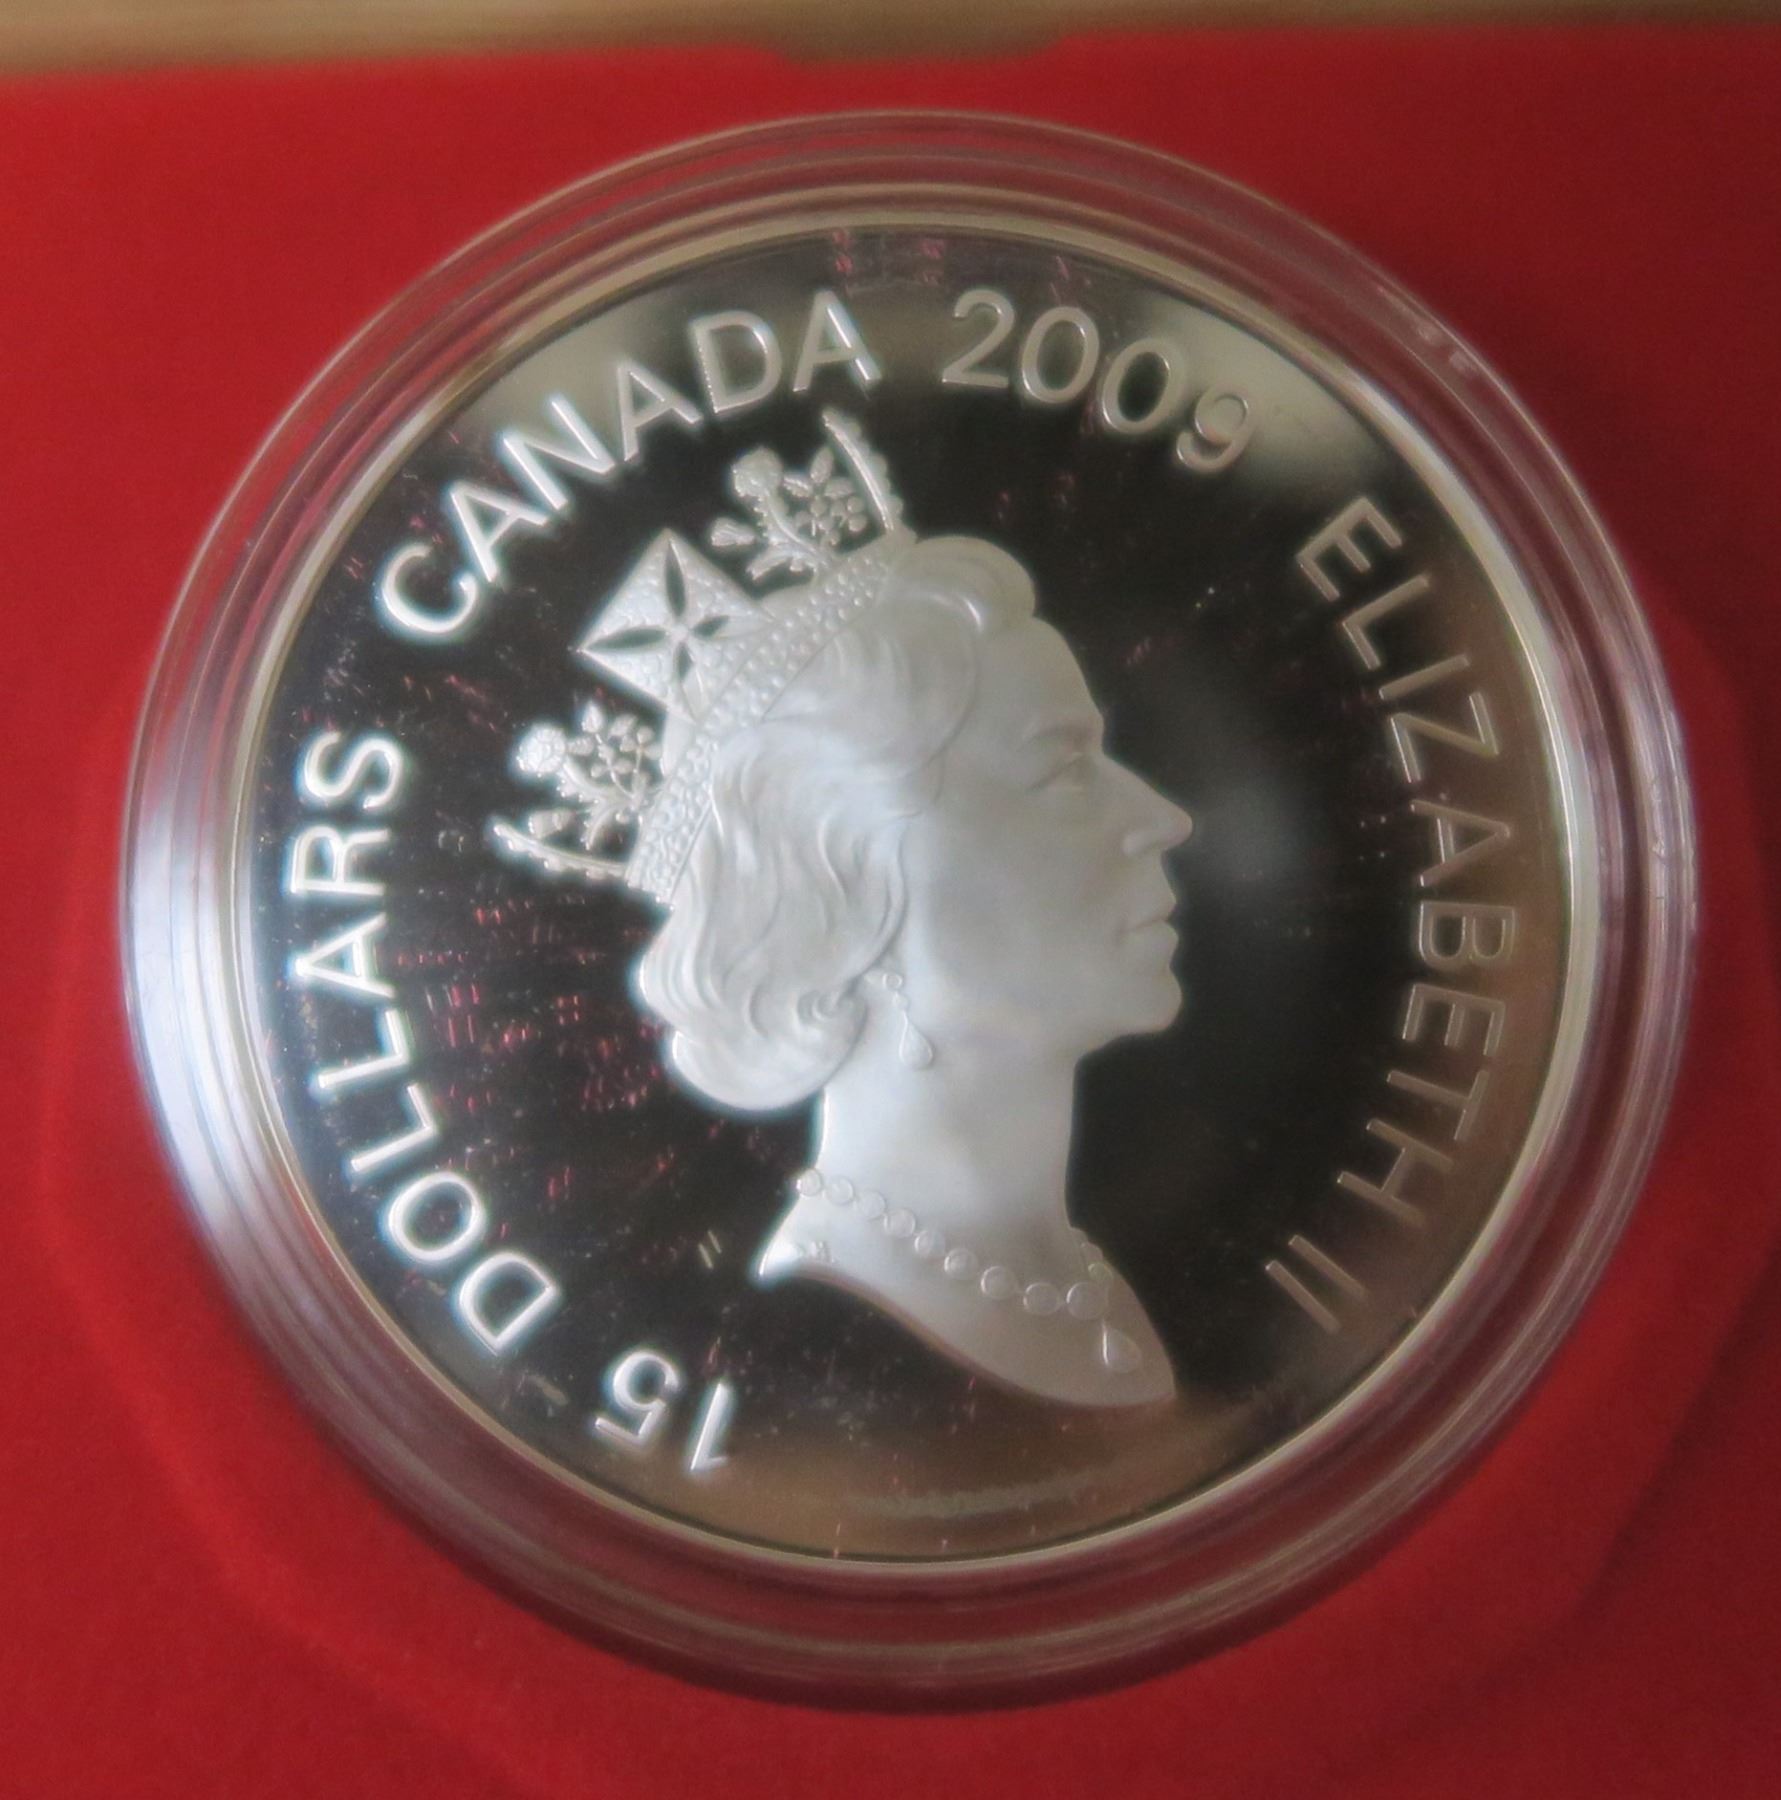 15 DOLLARS CANADA 2009 ELIZABETH II